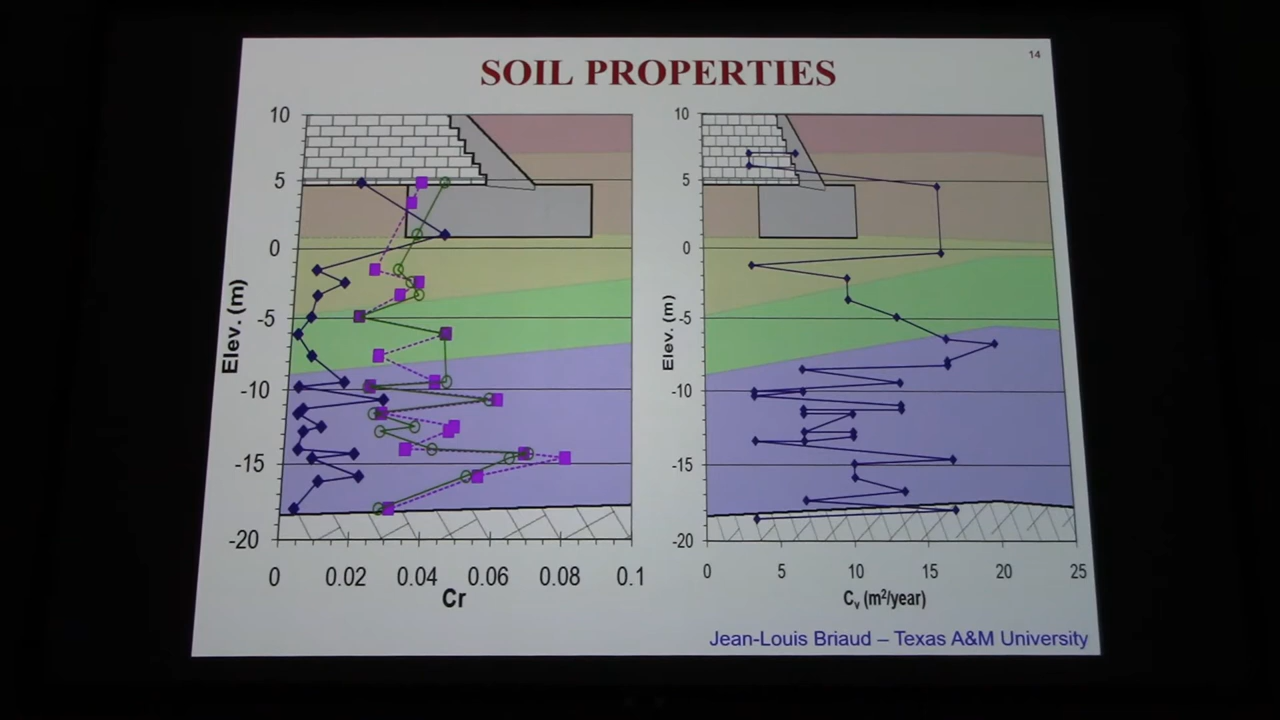 14
SOIL PROPERTIES
10
5
0
-5
-10
-15
-20
Elev. (m)
0 0.02 0.04 0.06 0.08 0.1
Cr
10
5
0
-5
-10
-15
-20
Elev. (m)
0 5 10 15 20 25
Cv (m²/year)
Jean-Louis Briaud – Texas A&M University